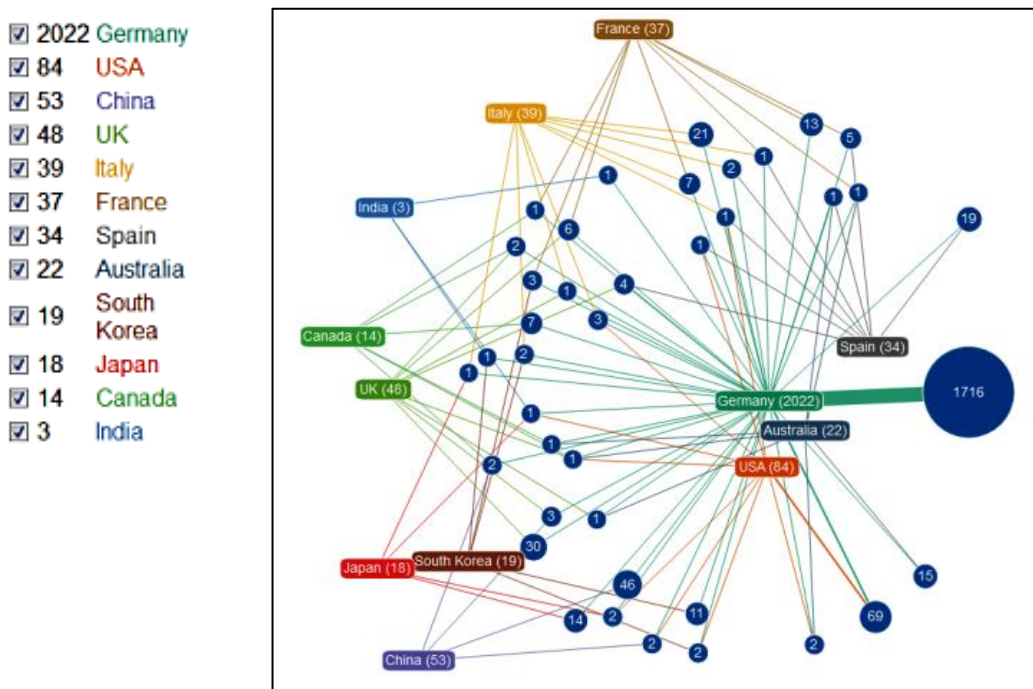 2022 Germany
84 USA
53 China
48 UK
39 Italy
37 France
34 Spain
22 Australia
19 South
Korea
18 Japan
14 Canada
3 India
France (37)
Italy (39)
13
21
5
1
2
1
7
India (3)
1
1
1
19
1
6
1
2
3
4
1
7
3
Canada (14)
Spain (34)
1
2
1
UK (48)
1716
Germany (2022)
1
Australia (22)
1
1
2
USA (84)
3
1
30
South Korea (19)
Japan (18)
15
46
14
2
11
69
2
2
2
China (53)